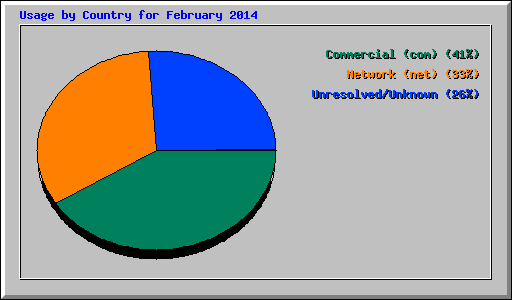 Usage by Country for February 2014
Commercial (com) (41%)
Network (net) (33%)
Unresolved/Unknown (26%)